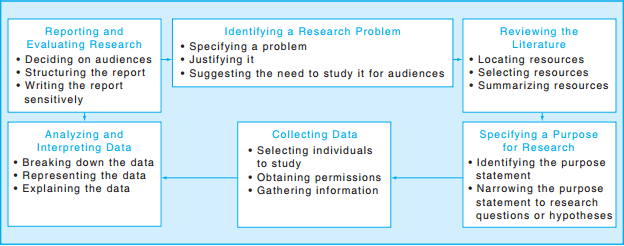 Reporting and
Evaluating Research
• Deciding on audiences
• Structuring the report
• Writing the report
sensitively
Identifying a Research Problem
• Specifying a problem
• Justifying it
• Suggesting the need to study it for audiences
Reviewing the
Literature
• Locating resources
• Selecting resources
• Summarizing resources
Analyzing and
Interpreting Data
• Breaking down the data
• Representing the data
• Explaining the data
Collecting Data
• Selecting individuals
to study
• Obtaining permissions
• Gathering information
Specifying a Purpose
for Research
• Identifying the purpose
statement
• Narrowing the purpose
statement to research
questions or hypotheses